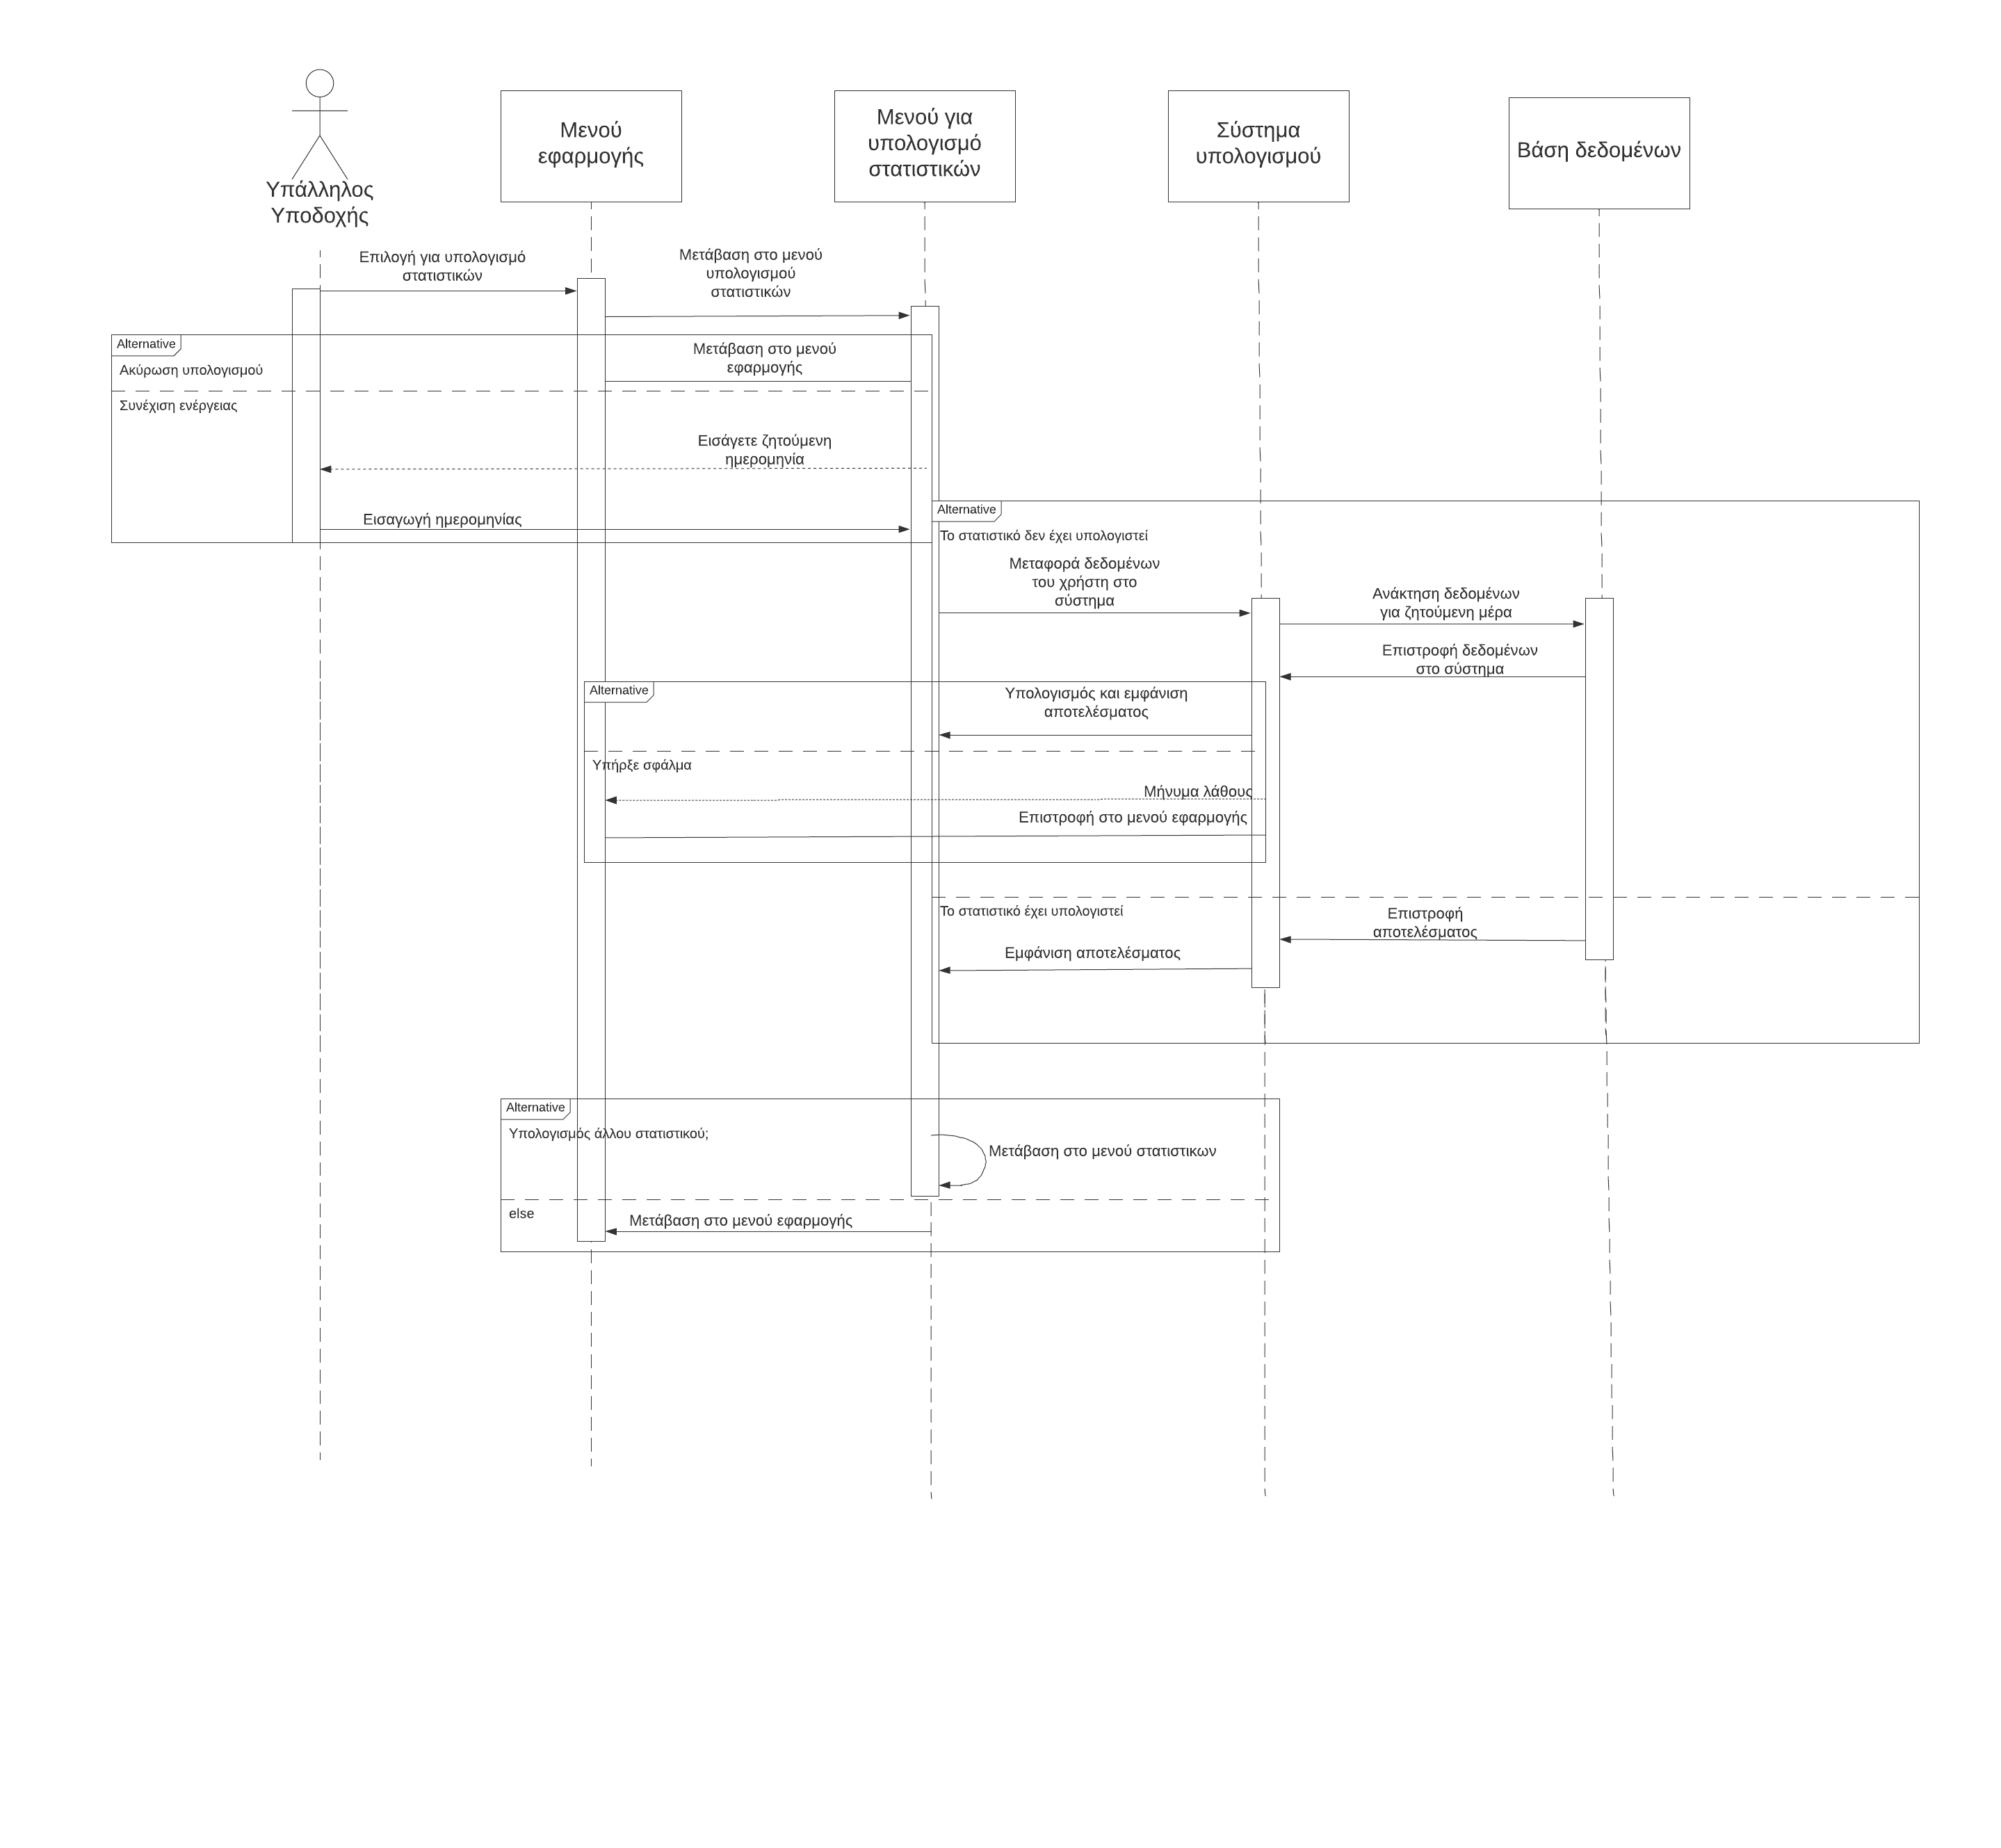 Υπάλληλος
Υποδοχής
Μενού
εφαρμογής
Μενού για
υπολογισμό
στατιστικών
Σύστημα
υπολογισμού
Βάση δεδομένων
Επιλογή για υπολογισμό
στατιστικών
Μετάβαση στο μενού
υπολογισμού
στατιστικών
Alternative
Ακύρωση υπολογισμού
Μετάβαση στο μενού
εφαρμογής
Συνέχιση ενέργειας
Εισάγετε ζητούμενη
ημερομηνία
Εισαγωγή ημερομηνίας
Alternative
Το στατιστικό δεν έχει υπολογιστεί
Μεταφορά δεδομένων
του χρήστη στο
σύστημα
Ανάκτηση δεδομένων
για ζητούμενη μέρα
Επιστροφή δεδομένων
στο σύστημα
Alternative
Υπολογισμός και εμφάνιση
αποτελέσματος
Υπήρξε σφάλμα
Μήνυμα λάθους
Επιστροφή στο μενού εφαρμογής
Το στατιστικό έχει υπολογιστεί
Επιστροφή
αποτελέσματος
Εμφάνιση αποτελέσματος
Alternative
Υπολογισμός άλλου στατιστικού;
Μετάβαση στο μενού στατιστικων
else
Μετάβαση στο μενού εφαρμογής